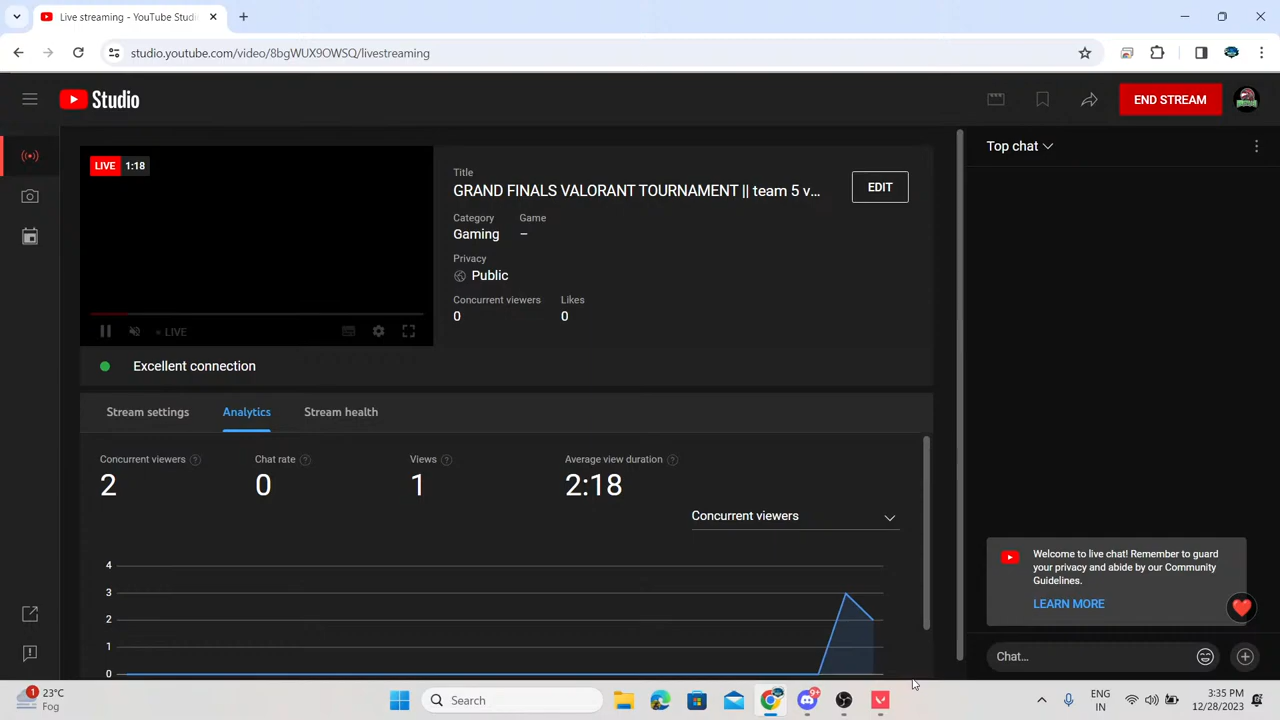 Live streaming - YouTube Studi
studio.youtube.com/video/8bgWUX9OWSQ/livestreaming
Studio
END STREAM
LIVE 1:18
Title
GRAND FINALS VALORANT TOURNAMENT || team 5 v...
EDIT
Category Game
Gaming –
Privacy
Public
Concurrent viewers Likes
0 0
LIVE
Excellent connection
Stream settings Analytics Stream health
Concurrent viewers Chat rate Views Average view duration
2 0 1 2:18
Concurrent viewers
4
3
2
1
0
Top chat
Welcome to live chat! Remember to guard
your privacy and abide by our Community
Guidelines.
LEARN MORE
Chat...
1
23°C
Fog
Search
9+
ENG
IN
3:35 PM
12/28/2023